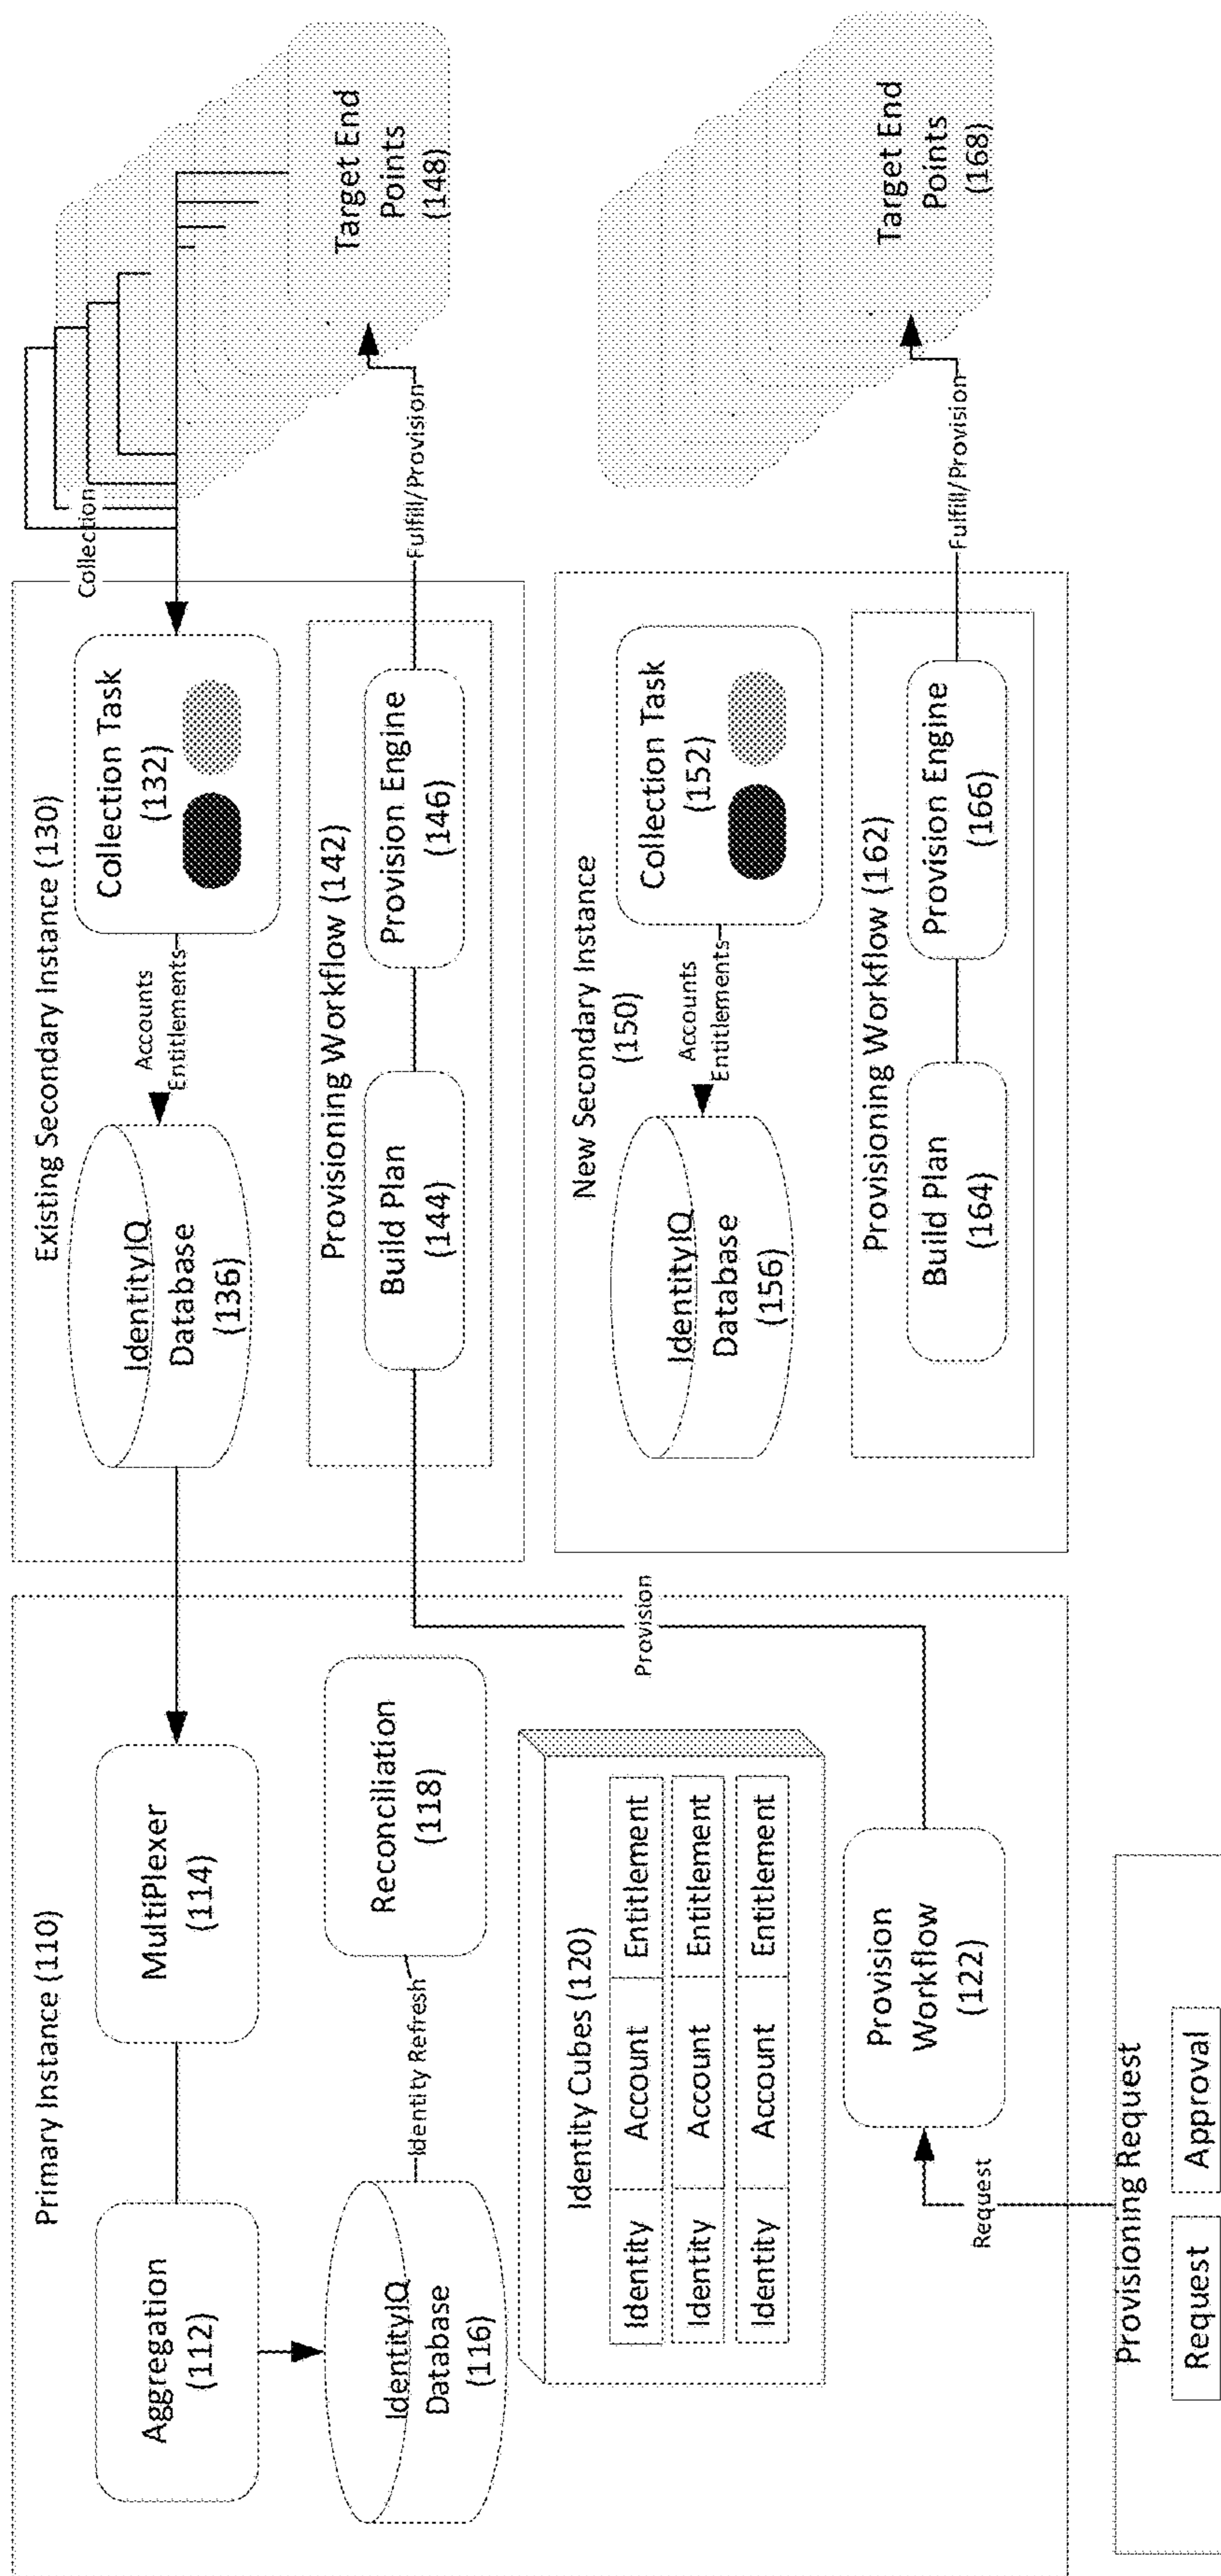 Primary Instance (110)
Aggregation
(112)
MultiPlexer
(114)
IdentityIQ
Database
(116)
Identity Refresh
Reconciliation
(118)
Identity Cubes (120)
Identity
Account
Entitlement
Identity
Account
Entitlement
Identity
Account
Entitlement
Provision
Workflow
(122)
Request
Provision
Provisioning Request
Request
Approval
Existing Secondary Instance (130)
IdentityIQ
Database
(136)
Accounts
Entitlements
Collection Task
(132)
Collection
Provisioning Workflow (142)
Build Plan
(144)
Provision Engine
(146)
Fulfill/Provision
Target End
Points
(148)
New Secondary Instance
(150)
IdentityIQ
Database
(156)
Accounts
Entitlements
Collection Task
(152)
Provisioning Workflow (162)
Build Plan
(164)
Provision Engine
(166)
Fulfill/Provision
Target End
Points
(168)